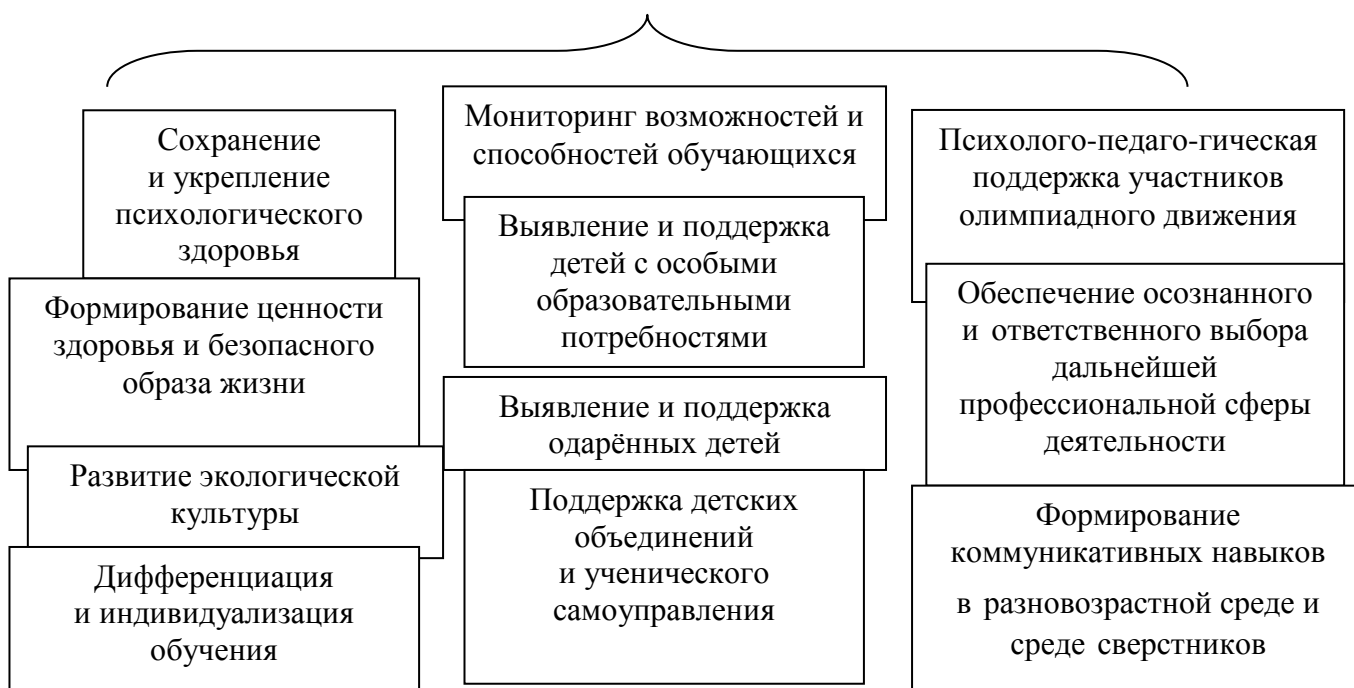 Сохранение
и укрепление
психологического
здоровья
Формирование ценности
здоровья и безопасного
образа жизни
Развитие экологической
культуры
Дифференциация
и индивидуализация
обучения
Мониторинг возможностей и
способностей обучающихся
Выявление и поддержка
детей с особыми
образовательными
потребностями
Выявление и поддержка
одарённых детей
Поддержка детских
объединений
и ученического
самоуправления
Психолого-педаго-гическая
поддержка участников
олимпиадного движения
Обеспечение осознанного
и ответственного выбора
дальнейшей
профессиональной сферы
деятельности
Формирование
коммуникативных навыков
в разновозрастной среде и
среде сверстников